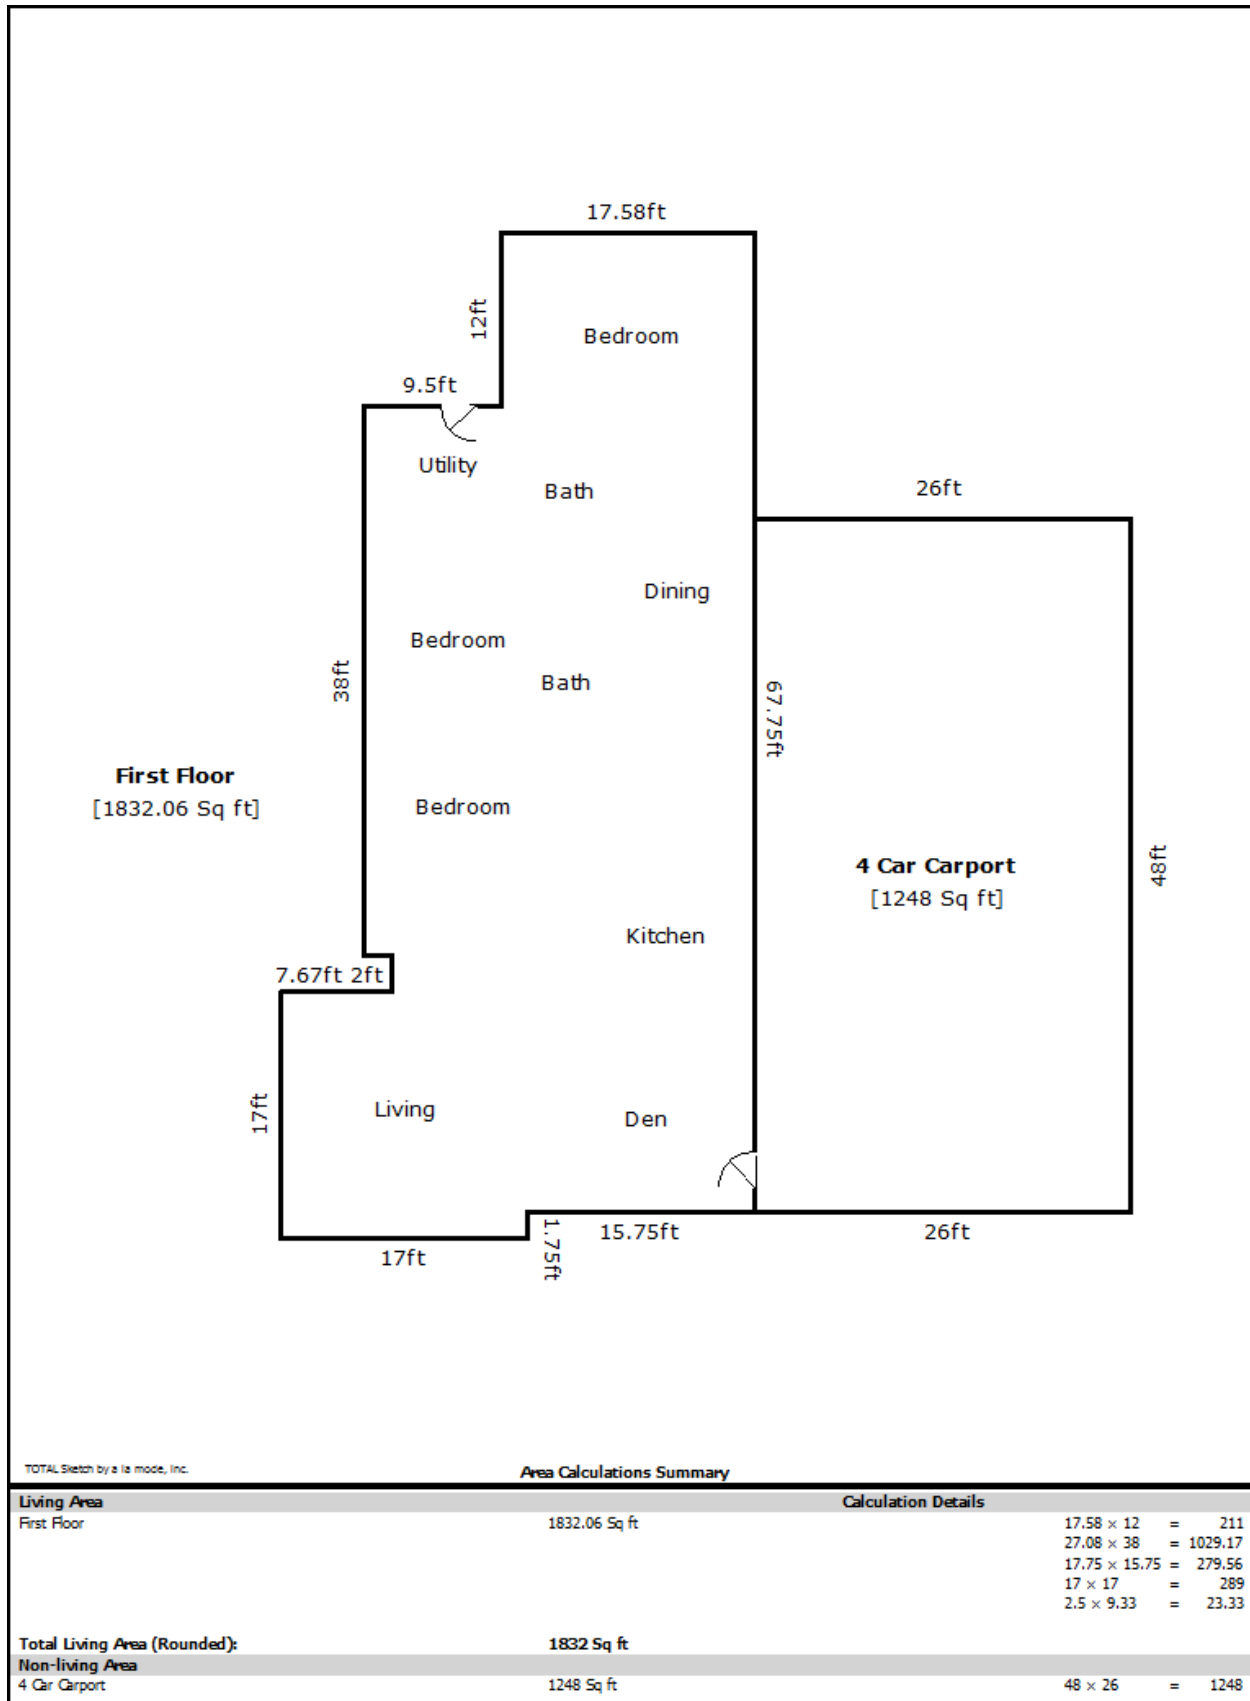 17.58ft
12ft
Bedroom
9.5ft
Utility
Bath
26ft
Dining
Bedroom
38ft
Bath
67.75ft
First Floor
[1832.06 Sq ft]
Bedroom
4 Car Carport
[1248 Sq ft]
48ft
Kitchen
7.67ft 2ft
17ft
Living
Den
1.75ft
15.75ft
26ft
17ft
TOTAL Sketch by a la mode, inc.
Area Calculations Summary
Living Area Calculation Details
First Floor 1832.06 Sq ft 17.58 × 12 = 211
27.08 × 38 = 1029.17
17.75 × 15.75 = 279.56
17 × 17 = 289
2.5 × 9.33 = 23.33
Total Living Area (Rounded): 1832 Sq ft
Non-living Area
4 Car Carport 1248 Sq ft 48 × 26 = 1248